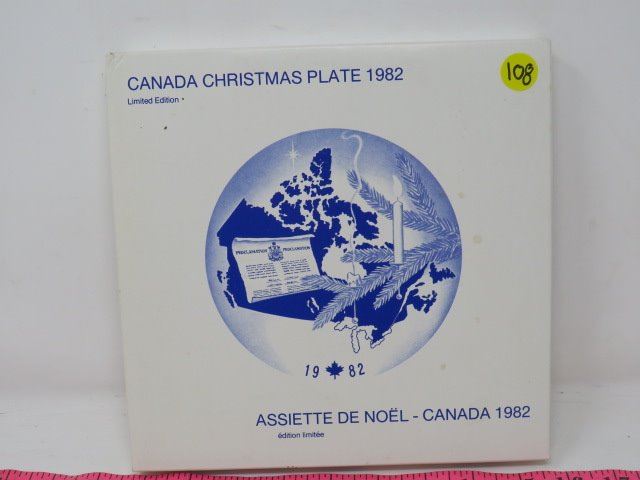 CANADA CHRISTMAS PLATE 1982
Limited Edition
108
PROCLAMATION PROCLAMATION
19 82
ASSIETTE DE NOËL - CANADA 1982
édition limitée